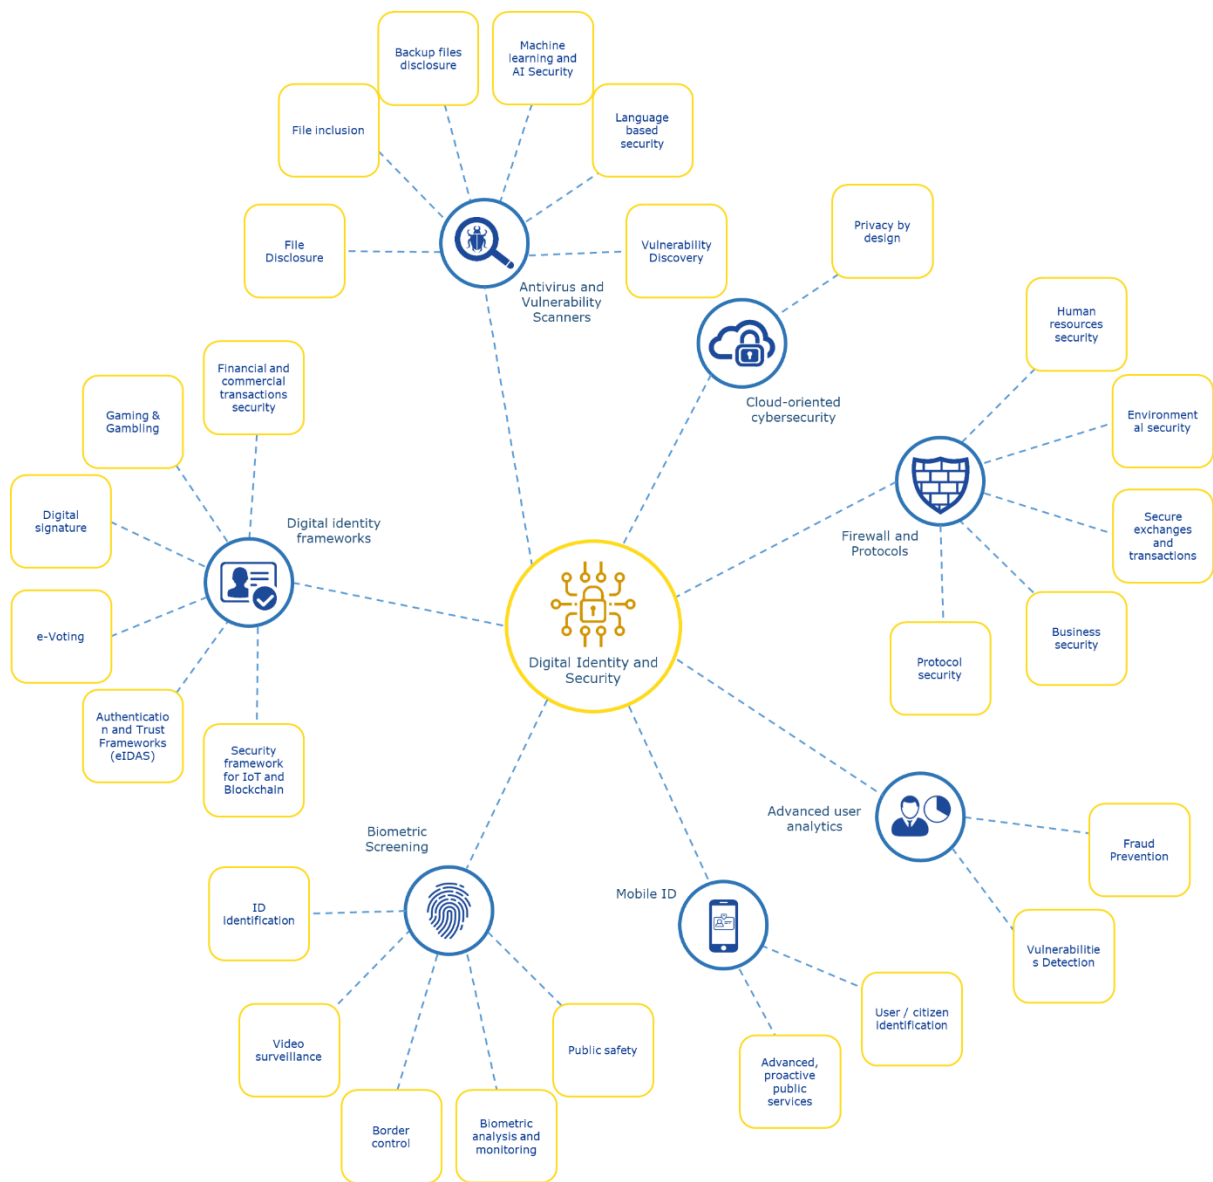 Backup files
disclosure
Machine
learning and
AI Security
File inclusion
Language
based
security
File
Disclosure
Vulnerability
Discovery
Antivirus and
Vulnerability
Scanners
Privacy by
design
Cloud-oriented
cybersecurity
Human
resources
security
Environment
al security
Secure
exchanges
and
transactions
Business
security
Protocol
security
Firewall and
Protocols
Financial and
commercial
transactions
security
Gaming &
Gambling
Digital
signature
e-Voting
Authenticatio
n and Trust
Frameworks
(eIDAS)
Security
framework
for IoT and
Blockchain
Digital identity
frameworks
Digital Identity and
Security
Advanced user
analytics
Fraud
Prevention
Vulnerabilitie
s Detection
Biometric
Screening
ID
identification
Video
surveillance
Border
control
Biometric
analysis and
monitoring
Public safety
Mobile ID
User / citizen
identification
Advanced,
proactive
public
services